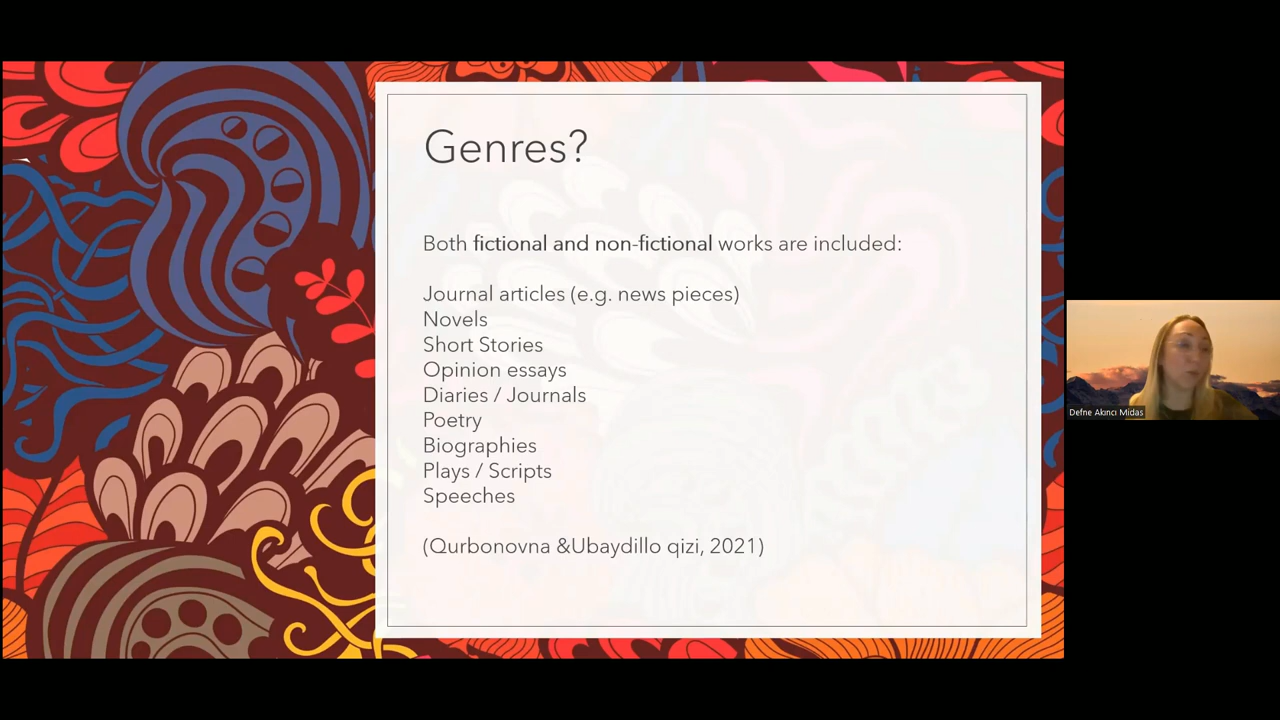 Genres?
Both fictional and non-fictional works are included:
Journal articles (e.g. news pieces)
Novels
Short Stories
Opinion essays
Diaries / Journals
Poetry
Biographies
Plays / Scripts
Speeches
(Qurbonovna &Ubaydillo qizi, 2021)
Defne Akıncı Midas